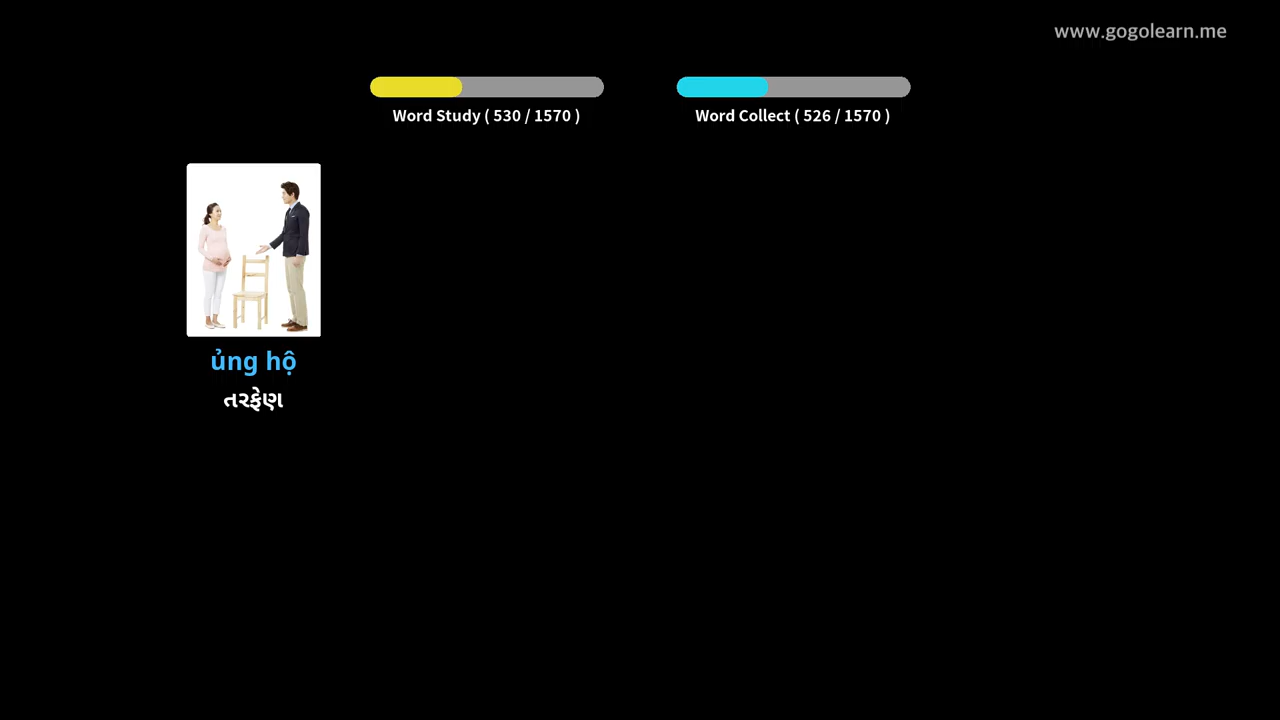 www.gogolearn.me
Word Study ( 530 / 1570 )
Word Collect ( 526 / 1570 )
ủng hộ
તરફેણ